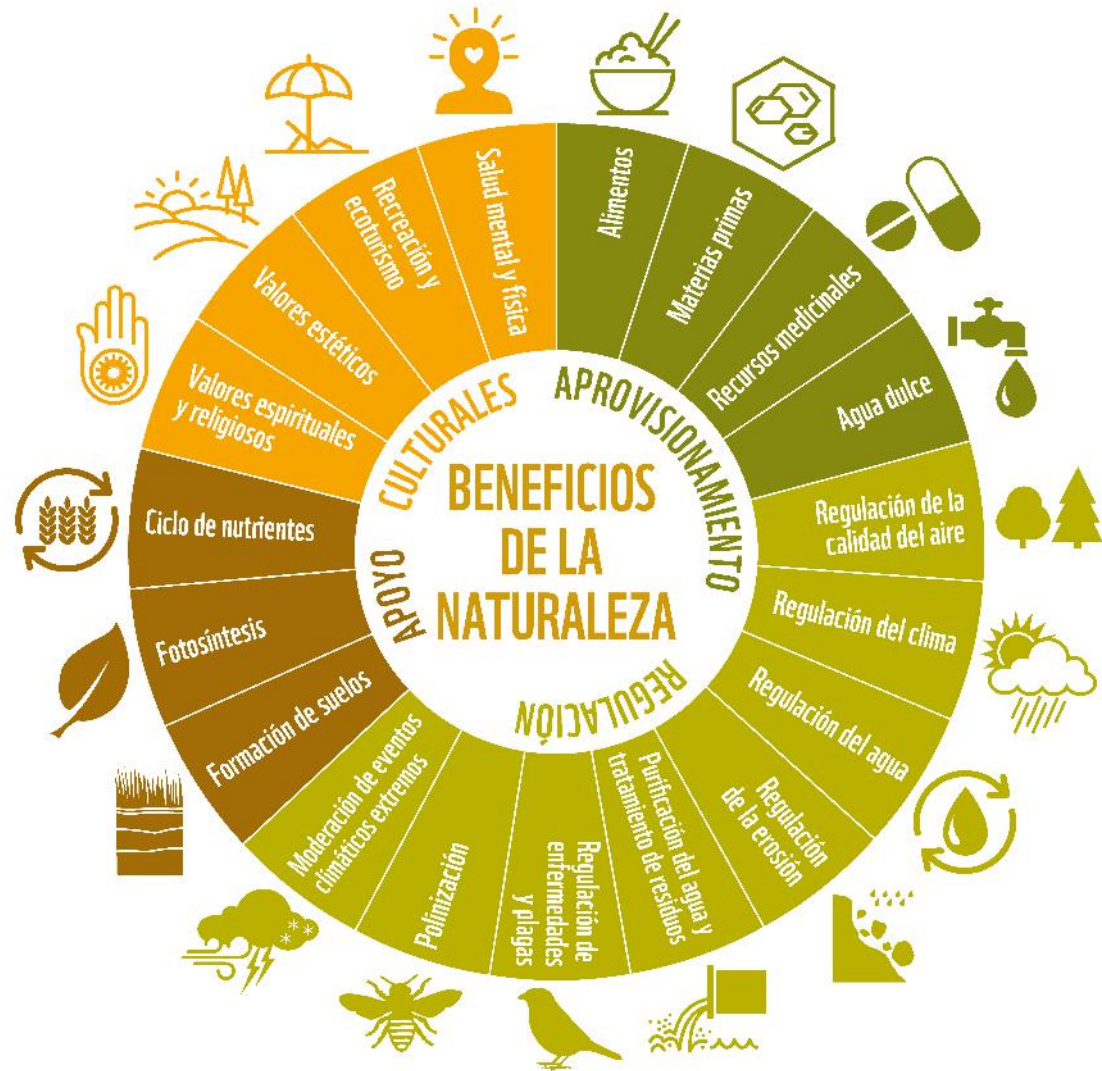 BENEFICIOS
DE LA
NATURALEZA
APROVISIONAMIENTO
Alimentos
Materias primas
Recursos medicinales
Agua dulce
REGULACIÓN
Regulación de la
calidad del aire
Regulación del clima
Regulación del agua
Regulación
de la erosión
Purificación del agua y
tratamiento de residuos
Regulación de
enfermedades
y plagas
Polinización
Moderación de eventos
climáticos extremos
APOYO
Formación de suelos
Fotosíntesis
Ciclo de nutrientes
CULTURALES
Valores espirituales
y religiosos
Valores estéticos
Recreación y
ecoturismo
Salud mental y física